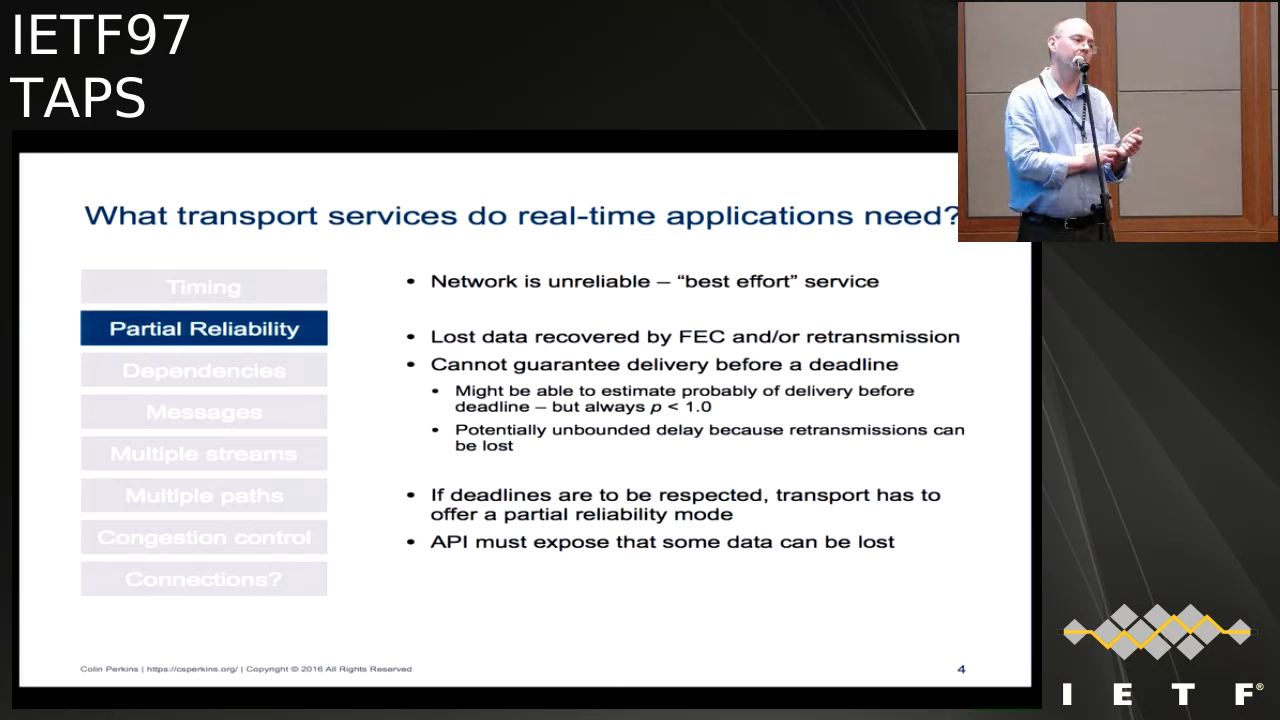 IETF97
TAPS
What transport services do real-time applications need?
Timing
Partial Reliability
Dependencies
Messages
Multiple streams
Multiple paths
Congestion control
Connections?
• Network is unreliable – “best effort” service
• Lost data recovered by FEC and/or retransmission
• Cannot guarantee delivery before a deadline
• Might be able to estimate probably of delivery before
deadline – but always p < 1.0
• Potentially unbounded delay because retransmissions can
be lost
• If deadlines are to be respected, transport has to
offer a partial reliability mode
• API must expose that some data can be lost
Colin Perkins | https://csperkins.org/ | Copyright © 2016 All Rights Reserved
4
I E T F®